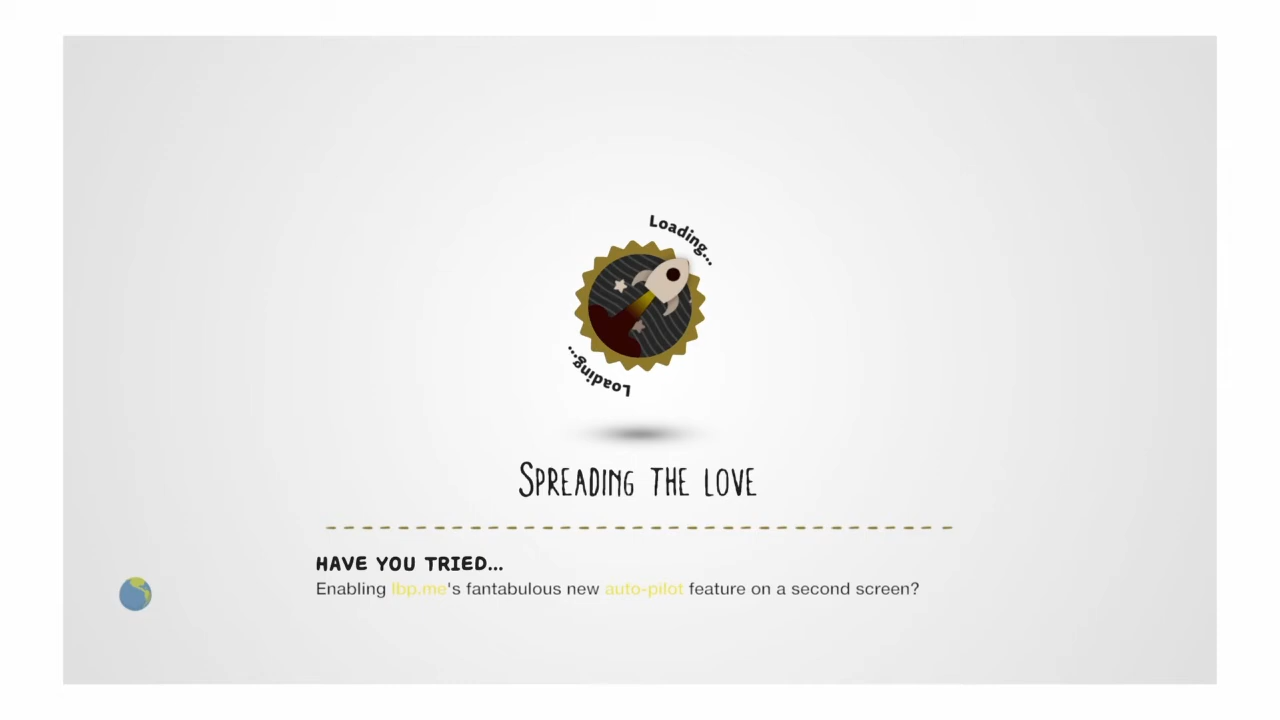 Loading...
Loading...
Spreading the love
HAVE YOU TRIED...
Enabling lbp.me's fantabulous new auto-pilot feature on a second screen?